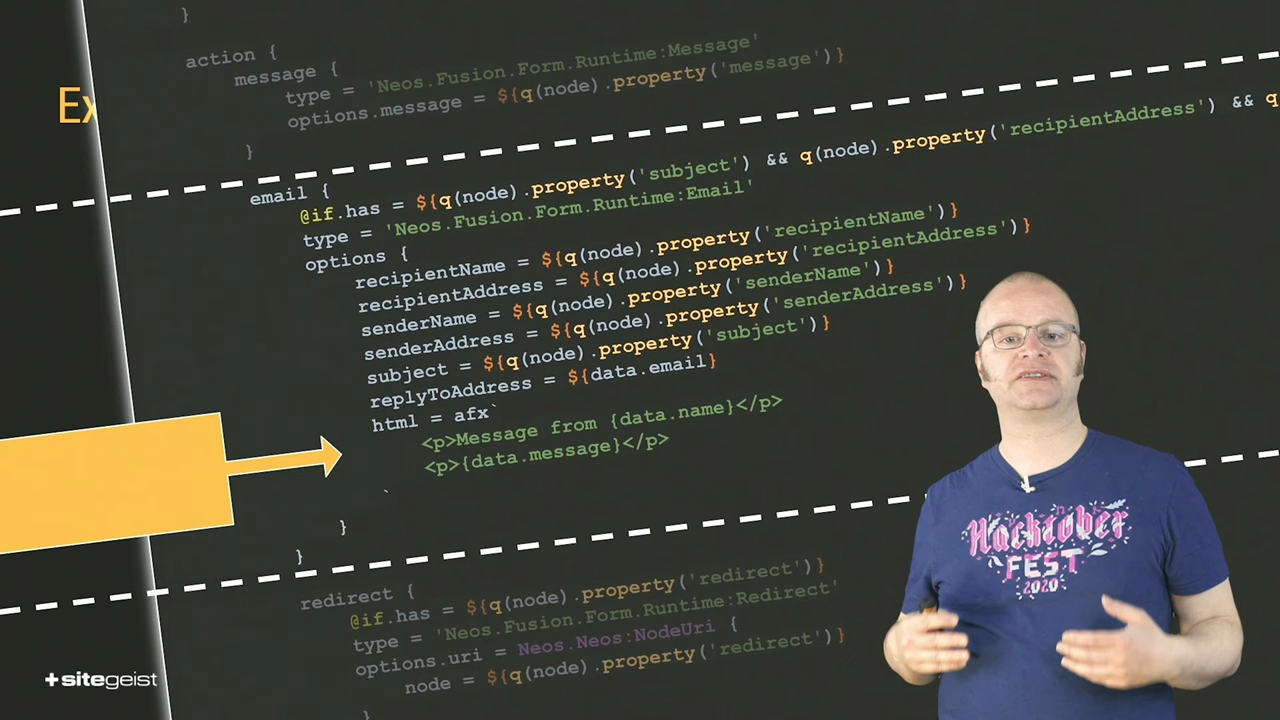 }
action {
message {
type = 'Neos.Fusion.Form.Runtime:Message'
options.message = ${q(node).property('message')}
}
Ex
email {
@if.has = ${q(node).property('subject') && q(node).property('recipientAddress') && q
type = 'Neos.Fusion.Form.Runtime:Email'
options {
recipientName = ${q(node).property('recipientName')}
recipientAddress = ${q(node).property('recipientAddress')}
senderName = ${q(node).property('senderName')}
senderAddress = ${q(node).property('senderAddress')}
subject = ${q(node).property('subject')}
replyToAddress = ${data.email}
html = afx`
<p>Message from {data.name}</p>
<p>{data.message}</p>
`
}
}
redirect {
@if.has = ${q(node).property('redirect')}
type = 'Neos.Fusion.Form.Runtime:Redirect'
options.uri = Neos.Neos:NodeUri {
node = ${q(node).property('redirect')}
}
+sitegeist
Hacktober
FEST
2020